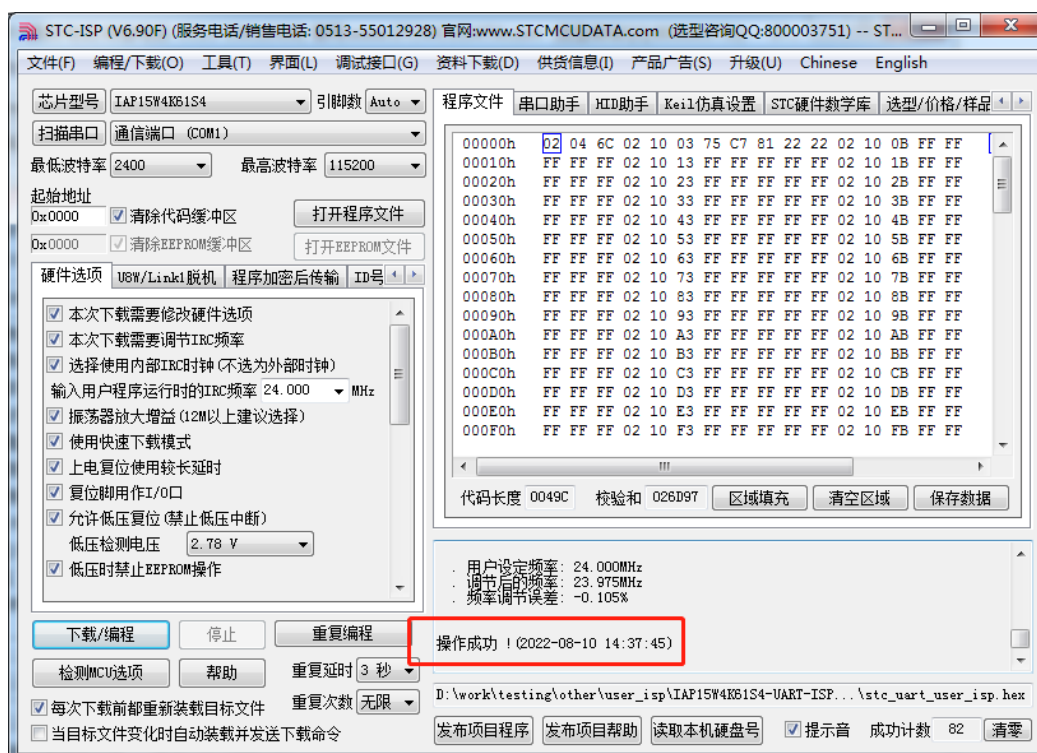 STC-ISP (V6.90F) (服务电话/销售电话: 0513-55012928) 官网:www.STCMCUDATA.com (选型咨询QQ:800003751) -- ST...
文件(F) 编程/下载(O) 工具(T) 界面(L) 调试接口(G) 资料下载(D) 供货信息(I) 产品广告(S) 升级(U) Chinese English
芯片型号 IAP15W4K61S4 引脚数 Auto
扫描串口 通信端口 (COM1)
最低波特率 2400 最高波特率 115200
起始地址
0x0000 清除代码缓冲区 打开程序文件
0x0000 清除EEPROM缓冲区 打开EEPROM文件
硬件选项 U8W/Link1脱机 程序加密后传输 ID号
本次下载需要修改硬件选项
本次下载需要调节IRC频率
选择使用内部IRC时钟(不选为外部时钟)
输入用户程序运行时的IRC频率 24.000 MHz
振荡器放大增益(12M以上建议选择)
使用快速下载模式
上电复位使用较长延时
复位脚用作I/O口
允许低压复位(禁止低压中断)
低压检测电压 2.78 V
低压时禁止EEPROM操作
下载/编程 停止 重复编程
检测MCU选项 帮助 重复延时 3 秒
每次下载前都重新装载目标文件 重复次数 无限
当目标文件变化时自动装载并发送下载命令
程序文件 串口助手 HID助手 Keil仿真设置 STC硬件数学库 选型/价格/样品
00000h 02 04 6C 02 10 03 75 C7 81 22 22 02 10 0B FF FF
00010h FF FF FF 02 10 13 FF FF FF FF FF 02 10 1B FF FF
00020h FF FF FF 02 10 23 FF FF FF FF FF 02 10 2B FF FF
00030h FF FF FF 02 10 33 FF FF FF FF FF 02 10 3B FF FF
00040h FF FF FF 02 10 43 FF FF FF FF FF 02 10 4B FF FF
00050h FF FF FF 02 10 53 FF FF FF FF FF 02 10 5B FF FF
00060h FF FF FF 02 10 63 FF FF FF FF FF 02 10 6B FF FF
00070h FF FF FF 02 10 73 FF FF FF FF FF 02 10 7B FF FF
00080h FF FF FF 02 10 83 FF FF FF FF FF 02 10 8B FF FF
00090h FF FF FF 02 10 93 FF FF FF FF FF 02 10 9B FF FF
000A0h FF FF FF 02 10 A3 FF FF FF FF FF 02 10 AB FF FF
000B0h FF FF FF 02 10 B3 FF FF FF FF FF 02 10 BB FF FF
000C0h FF FF FF 02 10 C3 FF FF FF FF FF 02 10 CB FF FF
000D0h FF FF FF 02 10 D3 FF FF FF FF FF 02 10 DB FF FF
000E0h FF FF FF 02 10 E3 FF FF FF FF FF 02 10 EB FF FF
000F0h FF FF FF 02 10 F3 FF FF FF FF FF 02 10 FB FF FF
代码长度 0049C 校验和 026D97 区域填充 清空区域 保存数据
. 用户设定频率: 24.000MHz
. 调节后的频率: 23.975MHz
. 频率调节误差: -0.105%
操作成功 !(2022-08-10 14:37:45)
D:\work\testing\other\user_isp\IAP15W4K61S4-UART-ISP...\stc_uart_user_isp.hex
发布项目程序 发布项目帮助 读取本机硬盘号 提示音 成功计数 82 清零